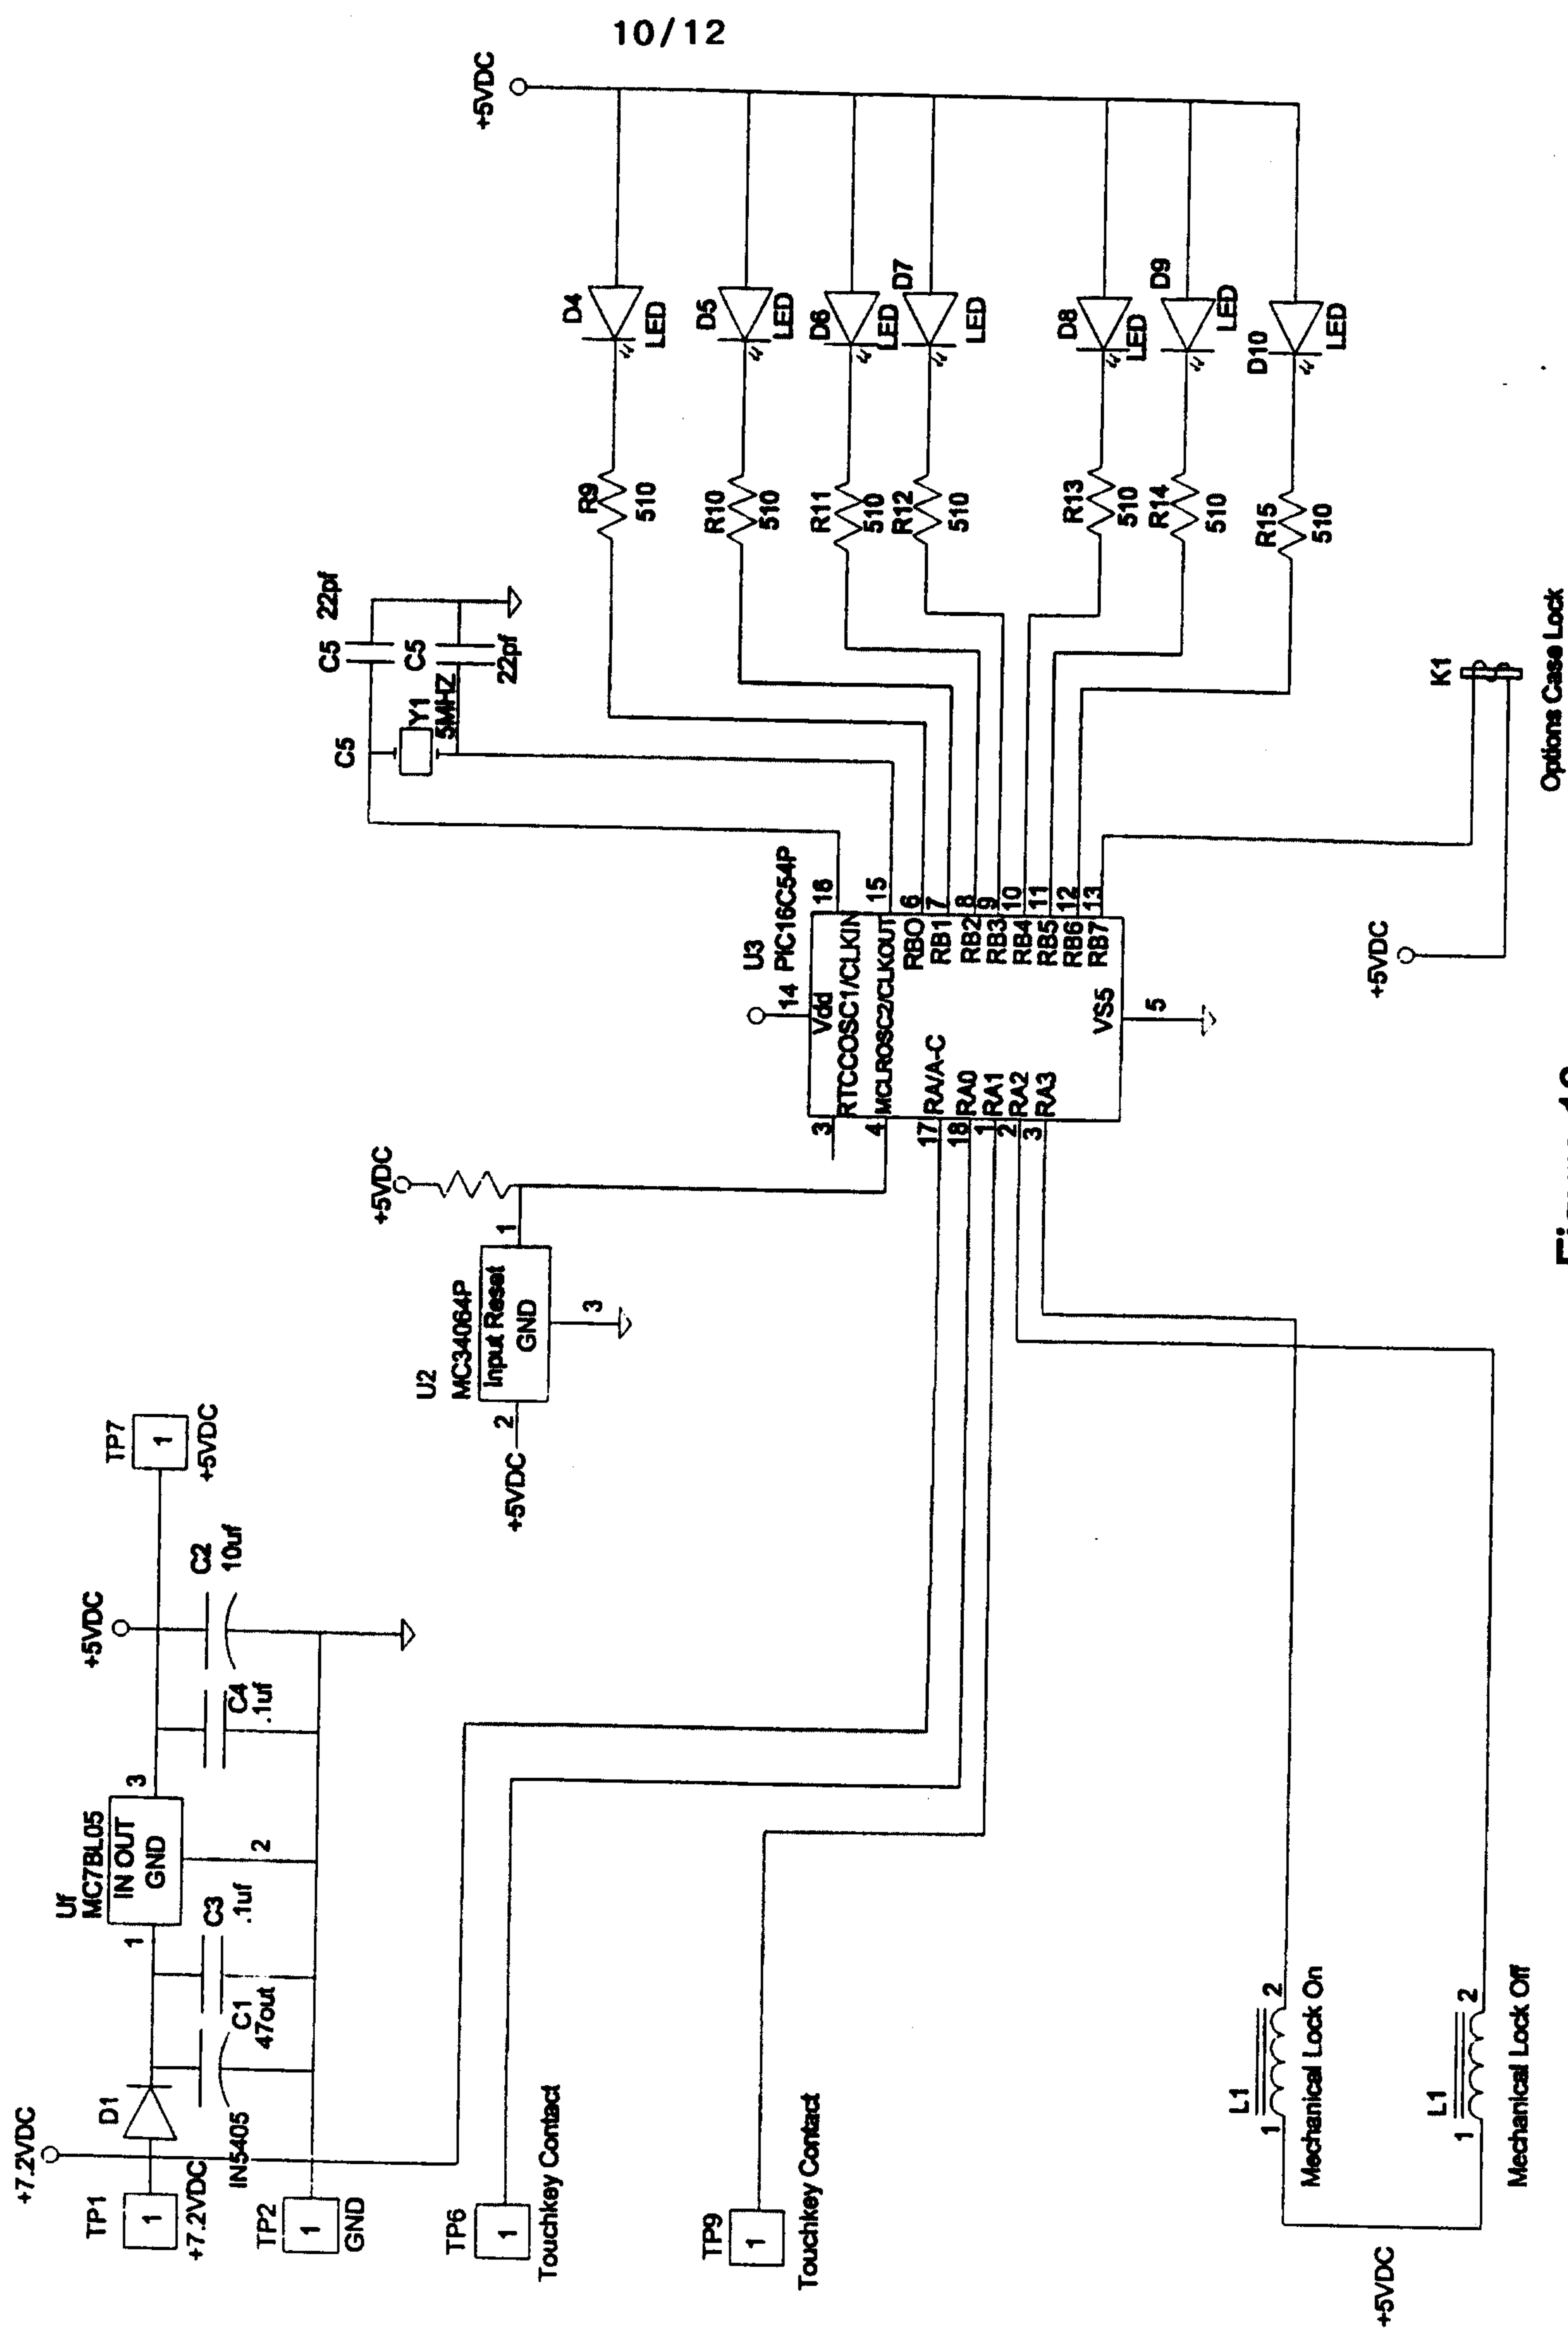 10/12
+7.2VDC
TP1
1
+7.2VDC
D1
IN5405
C1
47out
C3
.1uf
Uf
MC7BL05
IN OUT
GND
1
2
3
C4
.1uf
C2
10uf
+5VDC
TP7
1
+5VDC
TP2
1
GND
TP6
1
Touchkey Contact
TP9
1
Touchkey Contact
U2
MC34064P
Input Reset
GND
+5VDC
2
1
3
+5VDC
U3
PIC16C54P
14
Vdd
RTCCOSC1/CLKIN
MCLROSC2/CLKOUT
RA/A-C
RA0
RA1
RA2
RA3
3
4
17
18
1
2
3
16
15
RBO 6
RB1 7
RB2 8
RB3 9
RB4 10
RB5 11
RB6 12
RB7 13
VS5
5
C5
Y1
5MHZ
C5
22pf
C5
22pf
R9
510
D4
LED
R10
510
D5
LED
R11
510
D6
LED
R12
510
D7
LED
R13
510
D8
LED
R14
510
D9
LED
R15
510
D10
LED
+5VDC
K1
+5VDC
Options Case Lock
L1
1
2
Mechanical Lock On
L1
1
2
Mechanical Lock Off
+5VDC